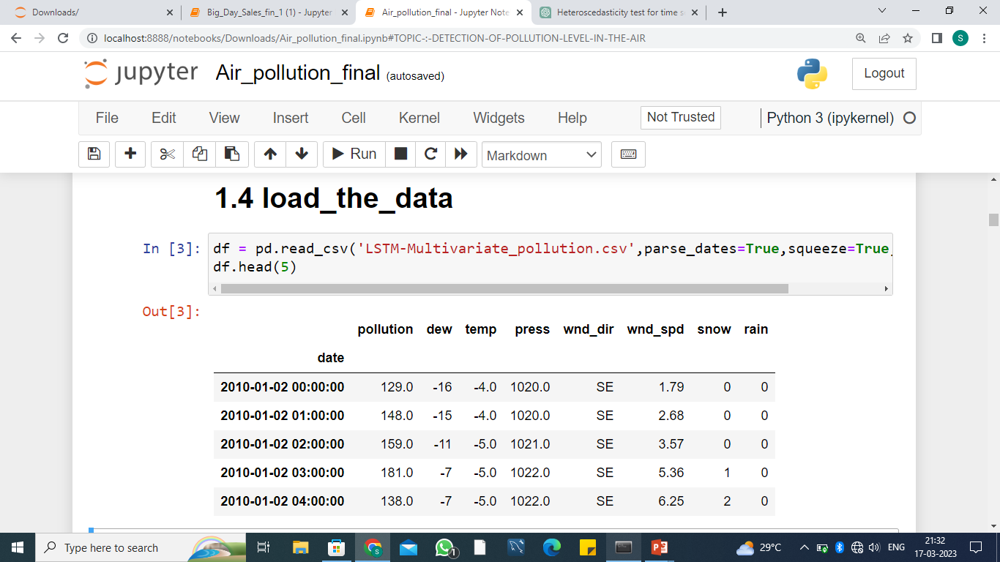 Downloads/
Big_Day_Sales_fin_1 (1) - Jupyter
Air_pollution_final - Jupyter Note
Heteroscedasticity test for time s
localhost:8888/notebooks/Downloads/Air_pollution_final.ipynb#TOPIC-:-DETECTION-OF-POLLUTION-LEVEL-IN-THE-AIR
S
jupyter Air_pollution_final (autosaved)
Logout
File Edit View Insert Cell Kernel Widgets Help
Not Trusted
Python 3 (ipykernel)
Run
Markdown
1.4 load_the_data
In [3]: df = pd.read_csv('LSTM-Multivariate_pollution.csv',parse_dates=True,squeeze=True,
df.head(5)
Out[3]:
pollution dew temp press wnd_dir wnd_spd snow rain
date
2010-01-02 00:00:00 129.0 -16 -4.0 1020.0 SE 1.79 0 0
2010-01-02 01:00:00 148.0 -15 -4.0 1020.0 SE 2.68 0 0
2010-01-02 02:00:00 159.0 -11 -5.0 1021.0 SE 3.57 0 0
2010-01-02 03:00:00 181.0 -7 -5.0 1022.0 SE 5.36 1 0
2010-01-02 04:00:00 138.0 -7 -5.0 1022.0 SE 6.25 2 0
Type here to search
1
29°C
ENG
21:32
17-03-2023